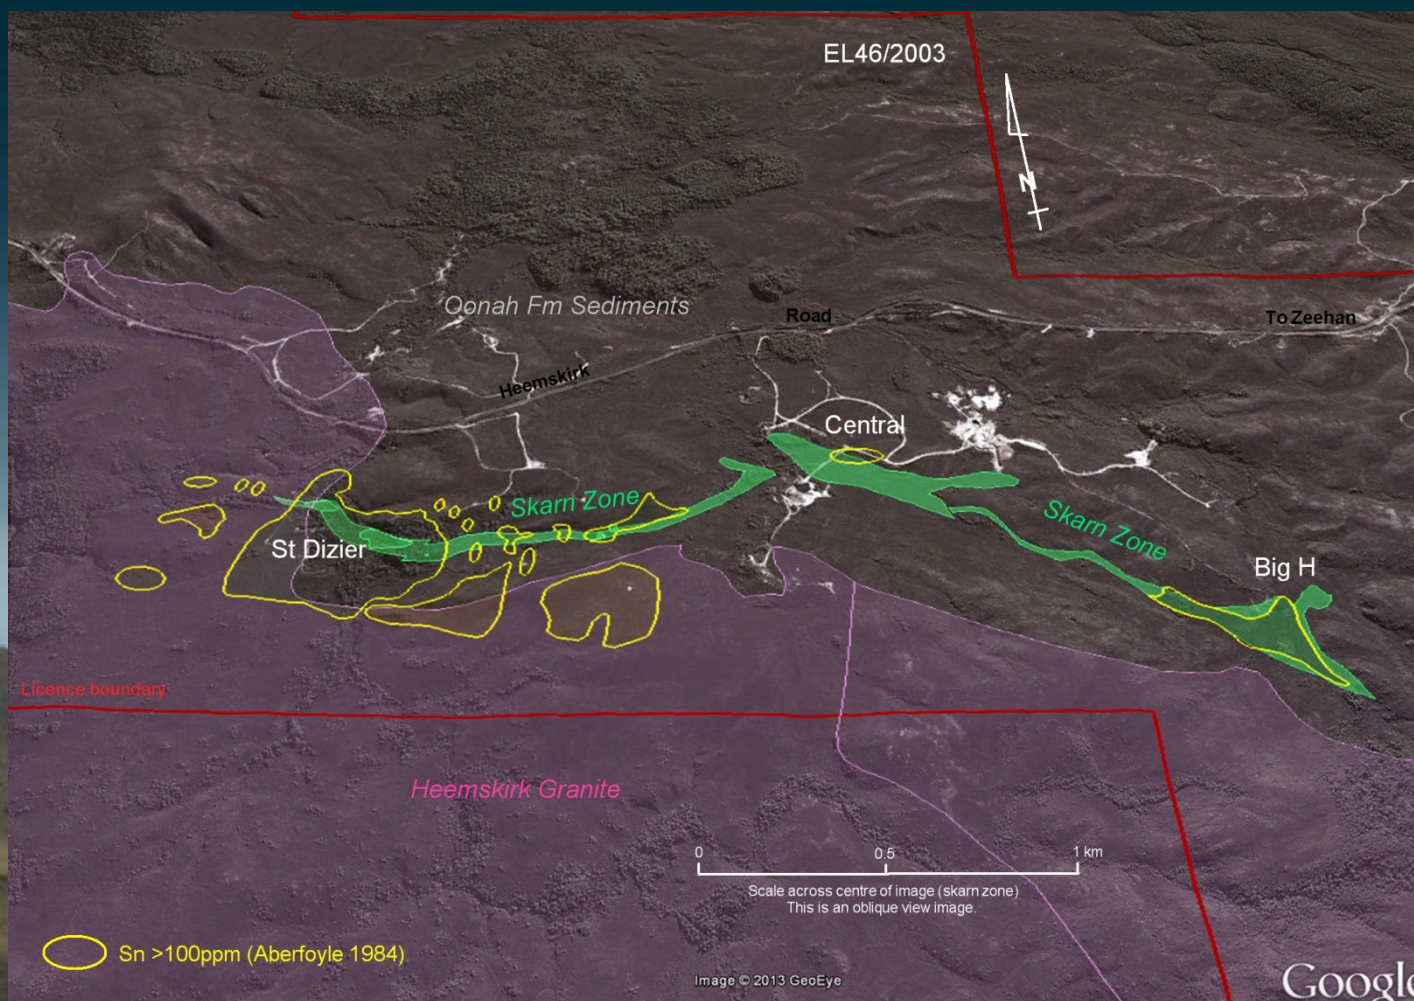 EL46/2003
N
Oonah Fm Sediments
Road
To Zeehan
Heemskirk
Central
Skarn Zone
Skarn Zone
St Dizier
Big H
Licence boundary
Heemskirk Granite
0 0.5 1 km
Scale across centre of image (skarn zone)
This is an oblique view image.
Sn >100ppm (Aberfoyle 1984)
Image © 2013 GeoEye
Google